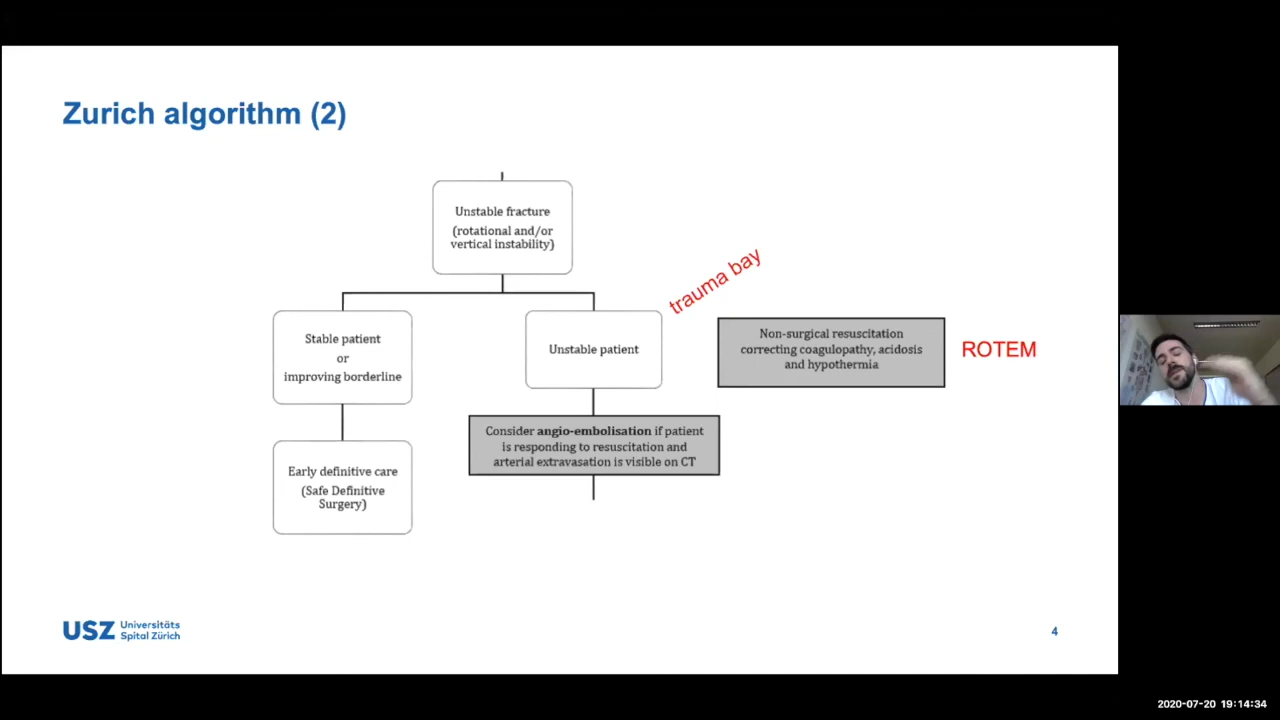 Zurich algorithm (2)
Unstable fracture
(rotational and/or
vertical instability)
trauma bay
Stable patient
or
improving borderline
Unstable patient
Non-surgical resuscitation
correcting coagulopathy, acidosis
and hypothermia
ROTEM
Consider angio-embolisation if patient
is responding to resuscitation and
arterial extravasation is visible on CT
Early definitive care
(Safe Definitive
Surgery)
USZ Universitäts
Spital Zürich
4
2020-07-20 19:14:34